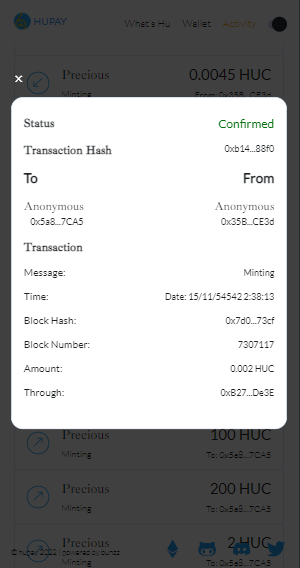 HUPAY
What's Hu Wallet Activity
Precious 0.0045 HUC
Minting From: 0x35B...CE3d
×
Status Confirmed
Transaction Hash 0xb14...88f0
To From
Anonymous Anonymous
0x5a8...7CA5 0x35B...CE3d
Transaction
Message: Minting
Time: Date: 15/11/54542 2:38:13
Block Hash: 0x7d0...73cf
Block Number: 7307117
Amount: 0.002 HUC
Through: 0xB27...De3E
Precious 100 HUC
Minting To: 0x5a8...7CA5
Precious 200 HUC
Minting To: 0x5a8...7CA5
Precious 2 HUC
Minting To: 0x5a8...7CA5
© hupay 2022 | powered by bunzz